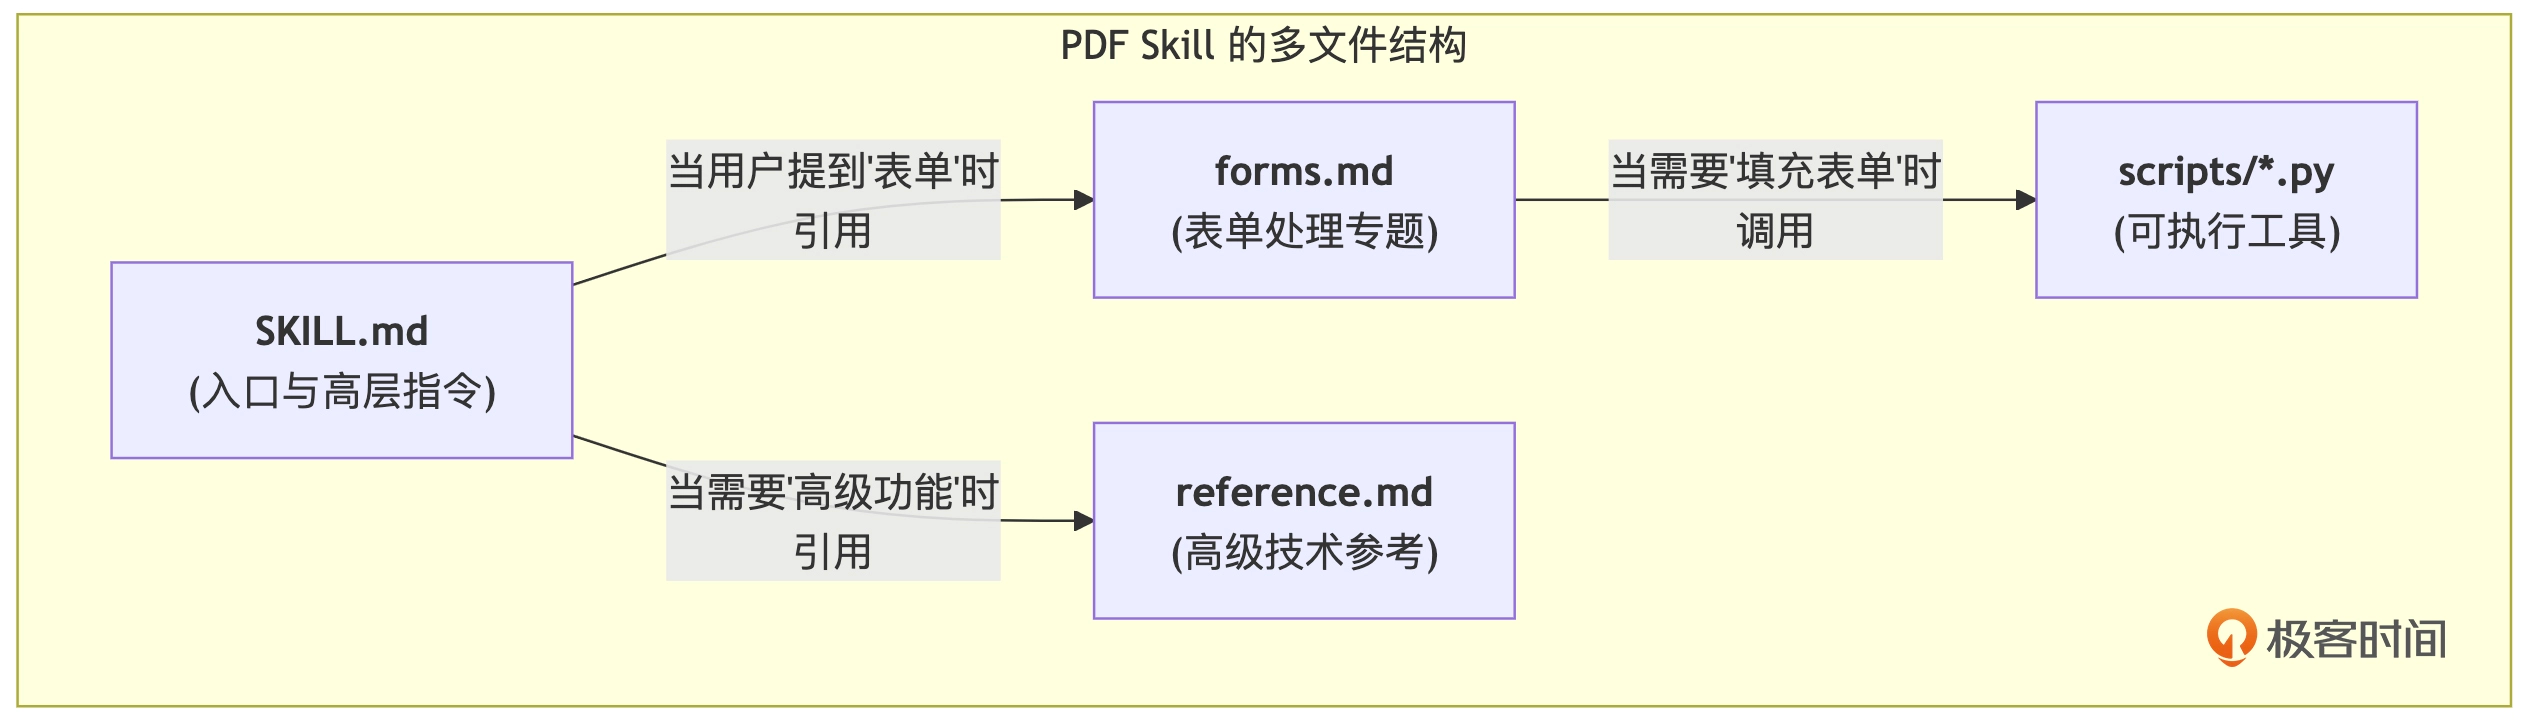 PDF Skill 的多文件结构
SKILL.md
(入口与高层指令)
当用户提到'表单'时
引用
forms.md
(表单处理专题)
当需要'填充表单'时
调用
scripts/*.py
(可执行工具)
当需要'高级功能'时
引用
reference.md
(高级技术参考)
极客时间